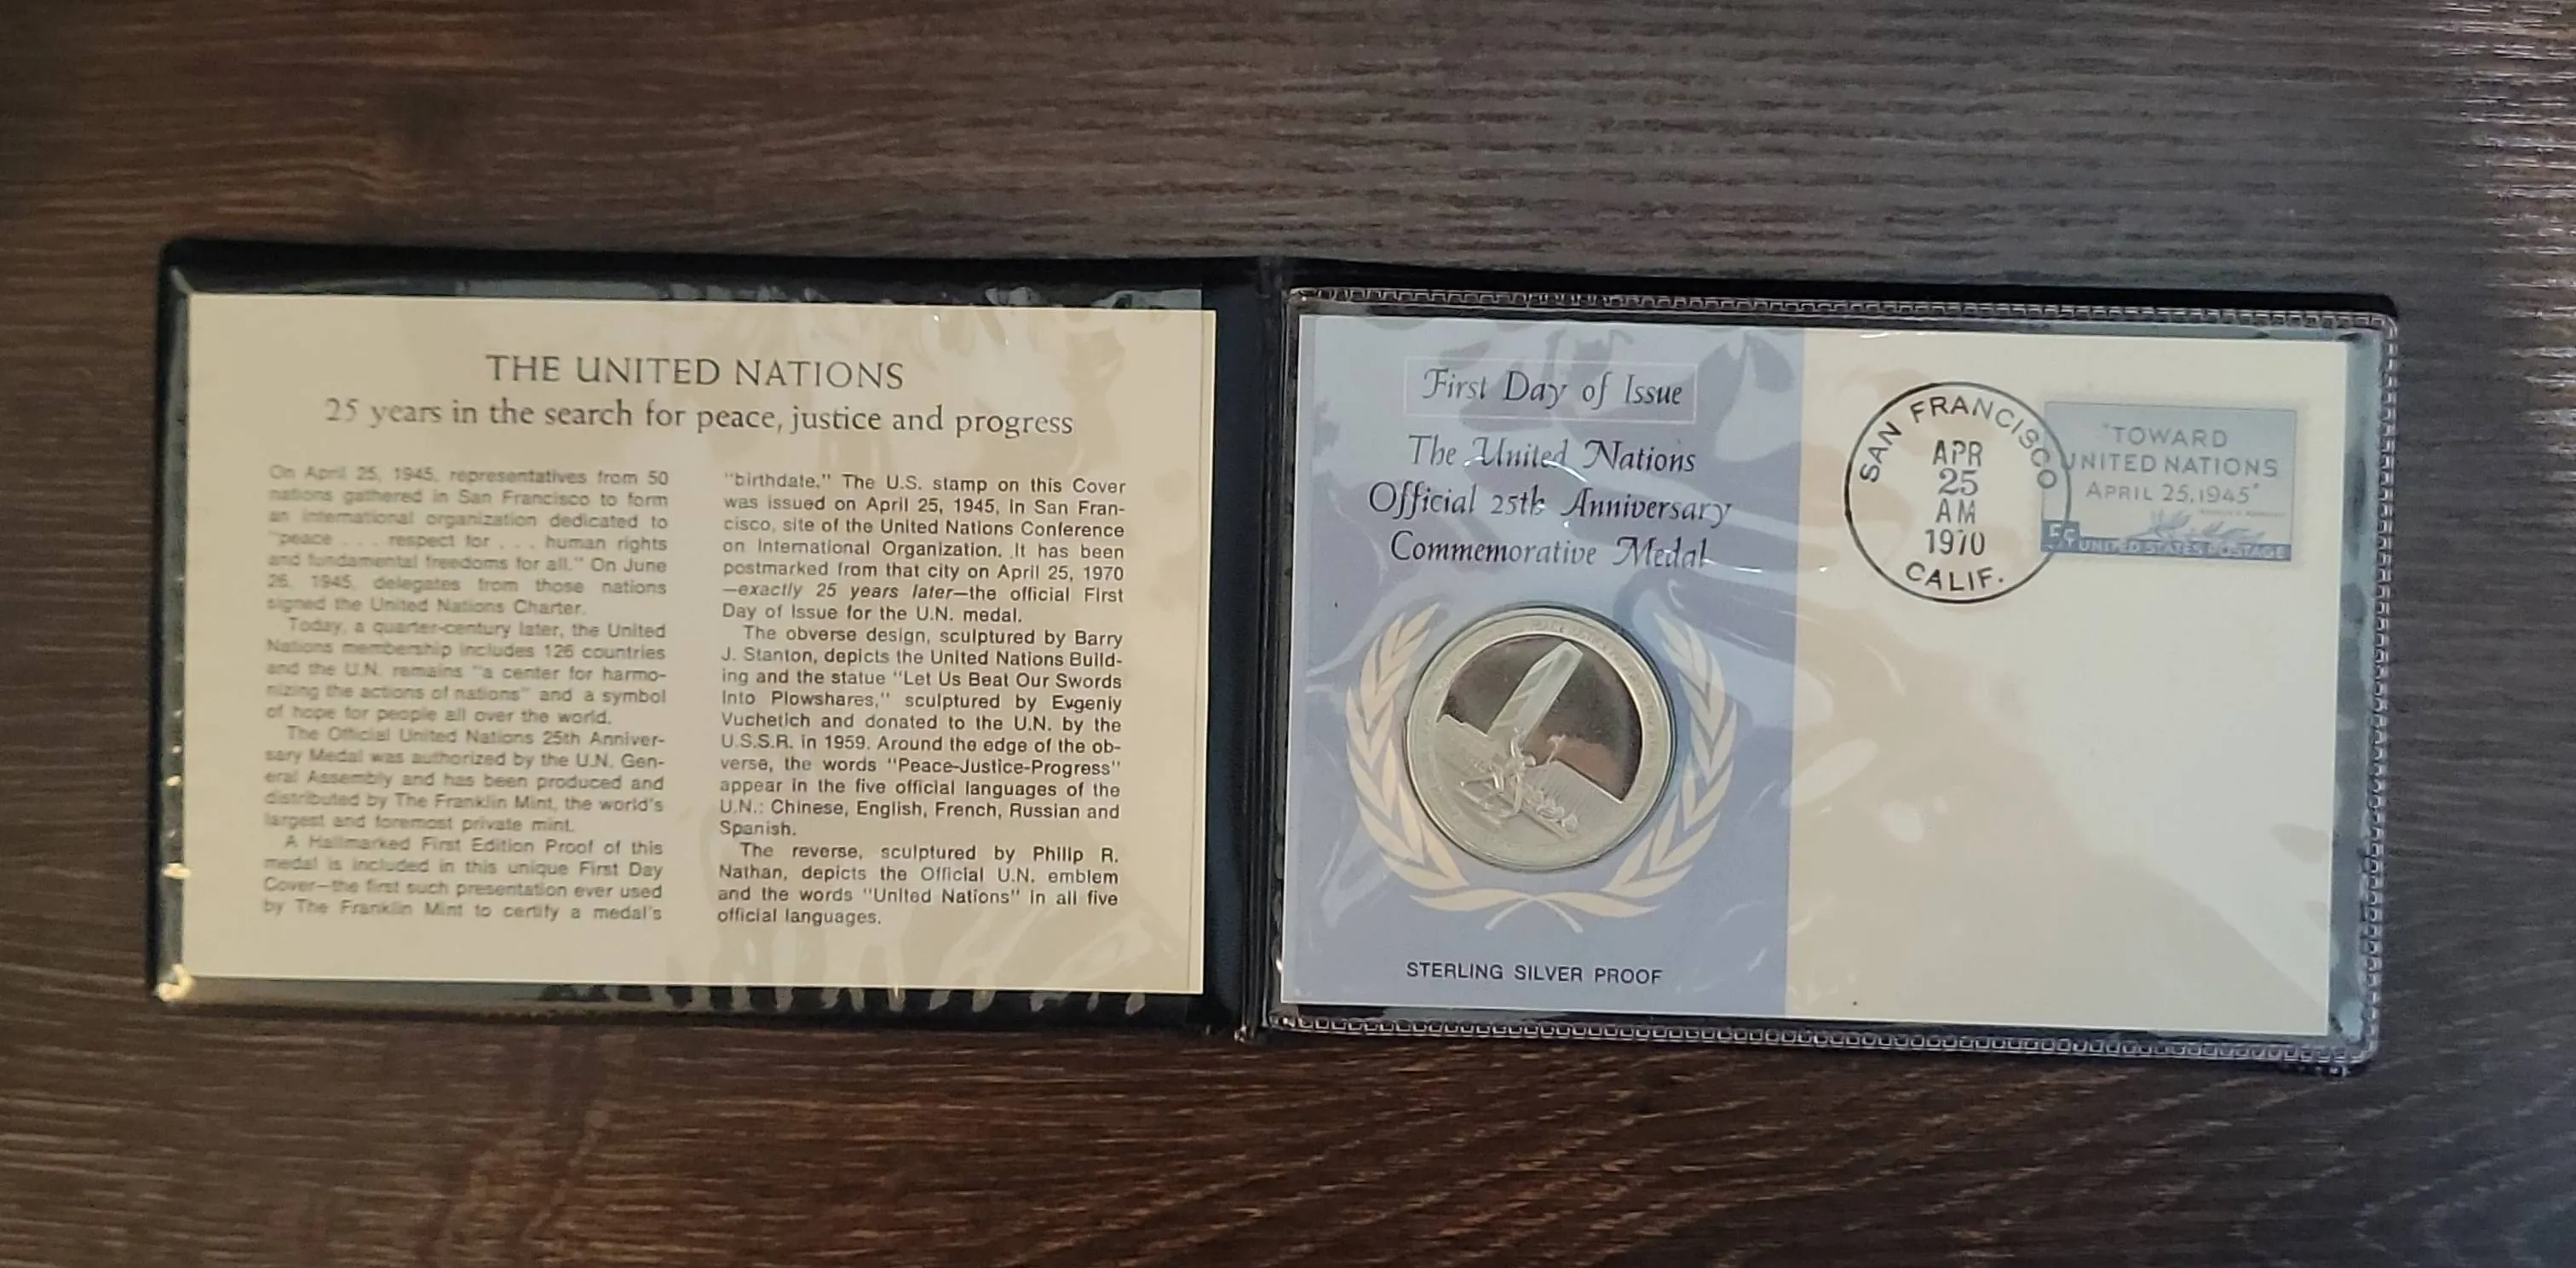 THE UNITED NATIONS
25 years in the search for peace, justice and progress
On April 25, 1945, representatives from 50
nations gathered in San Francisco to form
an international organization dedicated to
"peace . . . respect for . . . human rights
and fundamental freedoms for all." On June
26, 1945, delegates from those nations
signed the United Nations Charter.
Today, a quarter-century later, the United
Nations membership includes 126 countries
and the U.N. remains "a center for harmo-
nizing the actions of nations" and a symbol
of hope for people all over the world.
The Official United Nations 25th Anniver-
sary Medal was authorized by the U.N. Gen-
eral Assembly and has been produced and
distributed by The Franklin Mint, the world's
largest and foremost private mint.
A Hallmarked First Edition Proof of this
medal is included in this unique First Day
Cover—the first such presentation ever used
by The Franklin Mint to certify a medal's
"birthdate." The U.S. stamp on this Cover
was issued on April 25, 1945, in San Fran-
cisco, site of the United Nations Conference
on International Organization. It has been
postmarked from that city on April 25, 1970
—exactly 25 years later—the official First
Day of Issue for the U.N. medal.
The obverse design, sculptured by Barry
J. Stanton, depicts the United Nations Build-
ing and the statue "Let Us Beat Our Swords
Into Plowshares," sculptured by Evgeniy
Vuchetich and donated to the U.N. by the
U.S.S.R. in 1959. Around the edge of the ob-
verse, the words "Peace-Justice-Progress"
appear in the five official languages of the
U.N.: Chinese, English, French, Russian and
Spanish.
The reverse, sculptured by Philip R.
Nathan, depicts the Official U.N. emblem
and the words "United Nations" in all five
official languages.
First Day of Issue
The United Nations
Official 25th Anniversary
Commemorative Medal
STERLING SILVER PROOF
SAN FRANCISCO
APR
25
AM
1970
CALIF.
"TOWARD
UNITED NATIONS
APRIL 25, 1945"
5¢
UNITED STATES POSTAGE